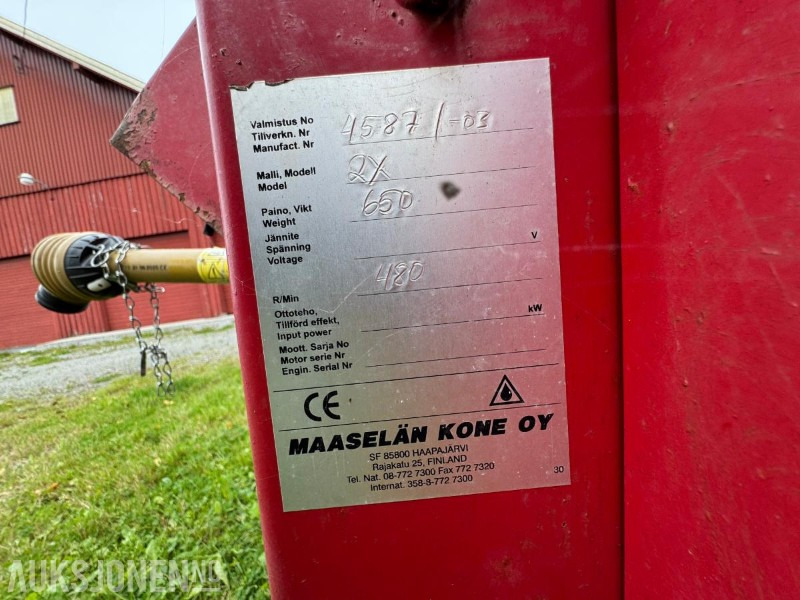 Valmistus No
Tillverkn. Nr
Manufact. Nr
4587/-03
Malli, Modell
Model
2X
Paino, Vikt
Weight
650
Jännite
Spänning
Voltage
V
R/Min
480
Ottoteho,
Tillförd effekt,
Input power
kW
Moott. Sarja No
Motor serie Nr
Engin. Serial Nr
CE
MAASELÄN KONE OY
SF 85800 HAAPAJÄRVI
Rajakatu 25, FINLAND
Tel. Nat. 08-772 7300 Fax 772 7320
Internat. 358-8-772 7300
30
AUKSJONEN.NO